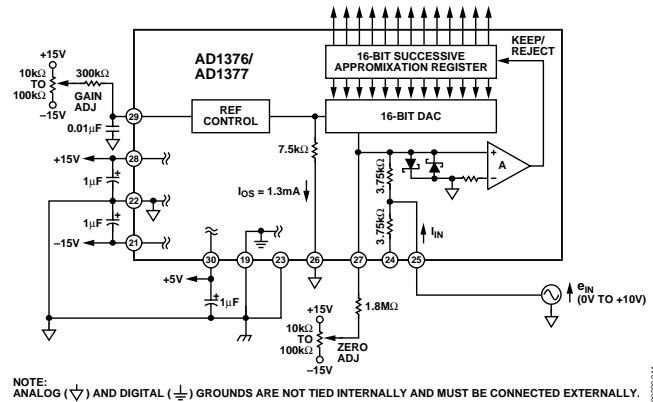 KEEP/
REJECT
AD1376/
AD1377
16-BIT SUCCESSIVE
APPROMIXATION REGISTER
+15V
10kΩ
TO
100kΩ
–15V
300kΩ
GAIN
ADJ
0.01µF
29
REF
CONTROL
16-BIT DAC
7.5kΩ
IOS = 1.3mA
3.75kΩ
3.75kΩ
+
–
A
IIN
+15V
28
1µF
+
22
1µF
+
–15V
21
30
19
23
26
27
24
25
+5V
+
1µF
1.8MΩ
+15V
10kΩ
TO
100kΩ
–15V
ZERO
ADJ
eIN
(0V TO +10V)
NOTE:
ANALOG ( ) AND DIGITAL ( ) GROUNDS ARE NOT TIED INTERNALLY AND MUST BE CONNECTED EXTERNALLY.